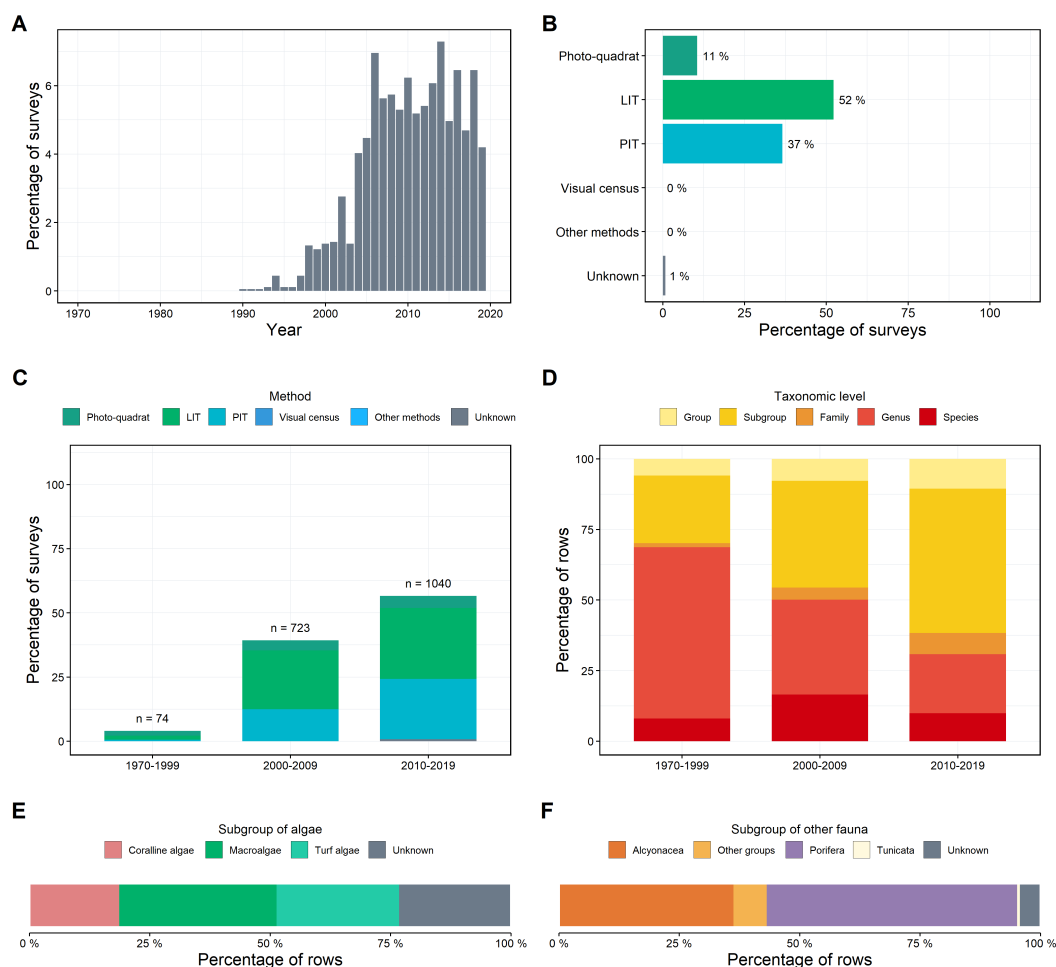 A
Percentage of surveys
6
4
2
0
1970 1980 1990 2000 2010 2020
Year
B
Photo-quadrat
LIT
PIT
Visual census
Other methods
Unknown
11 %
52 %
37 %
0 %
0 %
1 %
0 25 50 75 100
Percentage of surveys
C
Method
Photo-quadrat LIT PIT Visual census Other methods Unknown
Percentage of surveys
100
75
50
25
0
n = 74
n = 723
n = 1040
1970-1999 2000-2009 2010-2019
D
Taxonomic level
Group Subgroup Family Genus Species
Percentage of rows
100
75
50
25
0
1970-1999 2000-2009 2010-2019
E
Subgroup of algae
Coralline algae Macroalgae Turf algae Unknown
0 % 25 % 50 % 75 % 100 %
Percentage of rows
F
Subgroup of other fauna
Alcyonacea Other groups Porifera Tunicata Unknown
0 % 25 % 50 % 75 % 100 %
Percentage of rows